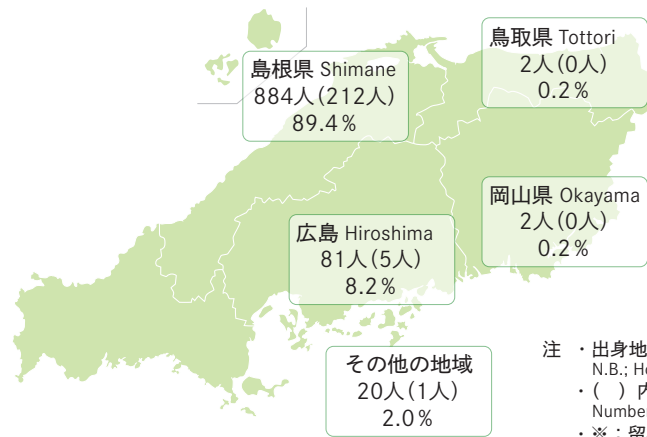 鳥取県 Tottori
2人(0人)
0.2%
島根県 Shimane
884人(212人)
89.4%
岡山県 Okayama
2人(0人)
0.2%
広島 Hiroshima
81人(5人)
8.2%
その他の地域
20人(1人)
2.0%
注 ・出身地
N.B.; Ho
・( ) 内
Number
・※:留